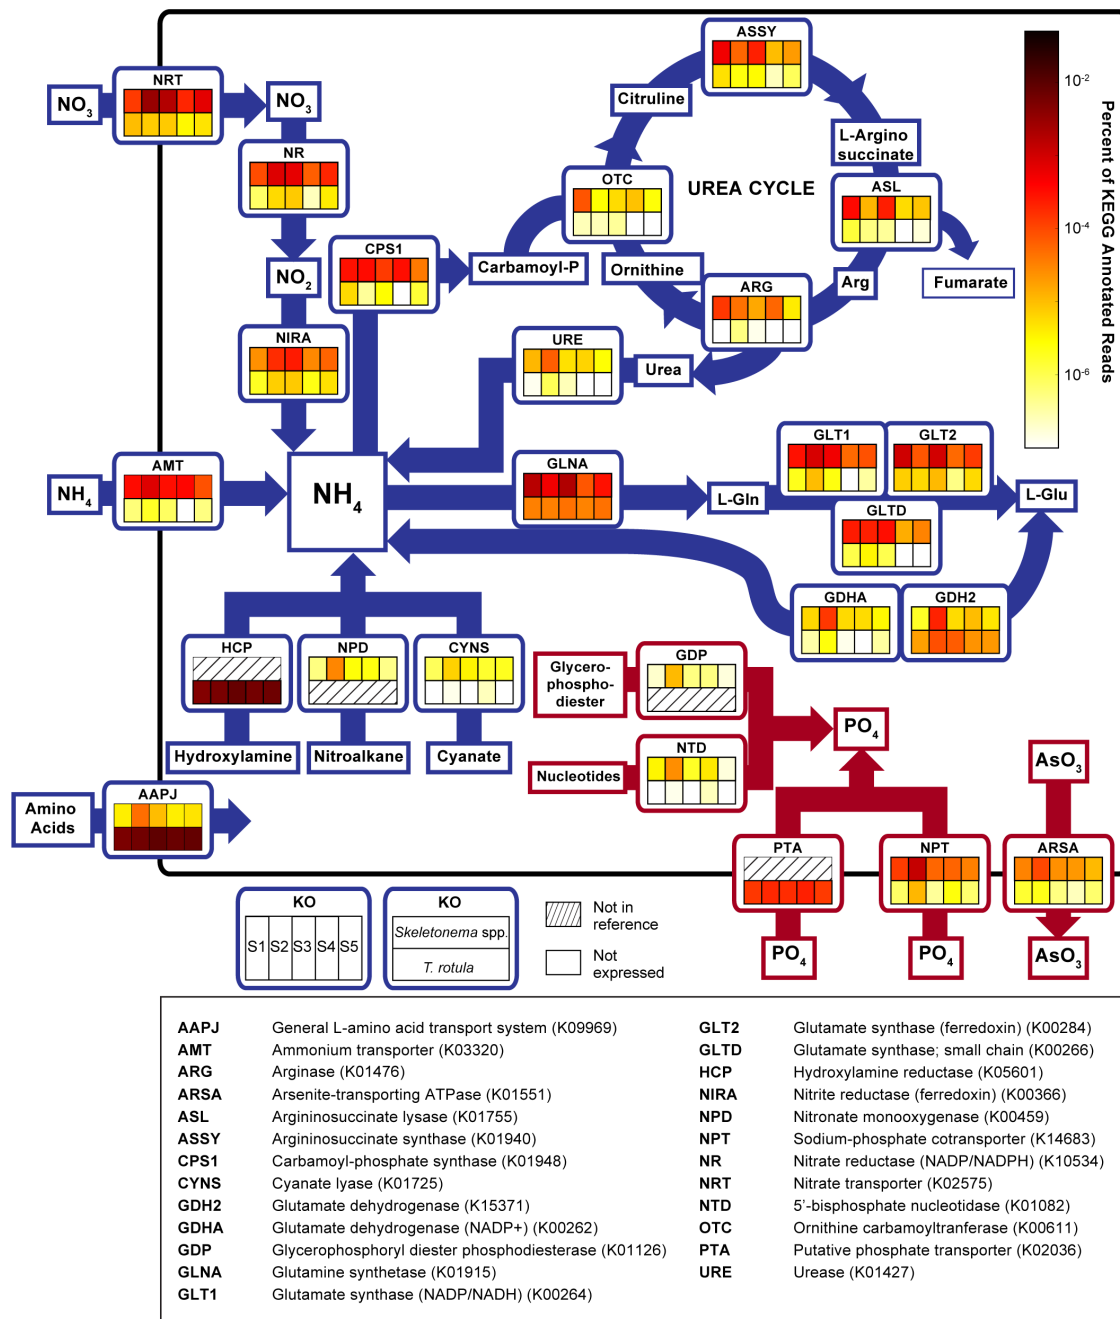 NO3
NRT
NO3
NR
NO2
NIRA
CPS1
Carbamoyl-P
OTC
Citruline
ASSY
UREA CYCLE
L-Argino
succinate
ASL
Fumarate
Arg
Ornithine
ARG
Urea
URE
10-2
10-4
10-6
Percent of KEGG Annotated Reads
NH4
AMT
NH4
GLNA
L-Gln
GLT1
GLT2
GLTD
L-Glu
GDHA
GDH2
HCP
NPD
CYNS
Hydroxylamine
Nitroalkane
Cyanate
Amino
Acids
AAPJ
Glycero-
phospho-
diester
GDP
Nucleotides
NTD
PO4
AsO3
PTA
NPT
ARSA
PO4
PO4
AsO3
KO
S1 S2 S3 S4 S5
KO
Skeletonema spp.
T. rotula
Not in
reference
Not
expressed
AAPJ General L-amino acid transport system (K09969)
AMT Ammonium transporter (K03320)
ARG Arginase (K01476)
ARSA Arsenite-transporting ATPase (K01551)
ASL Argininosuccinate lysase (K01755)
ASSY Argininosuccinate synthase (K01940)
CPS1 Carbamoyl-phosphate synthase (K01948)
CYNS Cyanate lyase (K01725)
GDH2 Glutamate dehydrogenase (K15371)
GDHA Glutamate dehydrogenase (NADP+) (K00262)
GDP Glycerophosphoryl diester phosphodiesterase (K01126)
GLNA Glutamine synthetase (K01915)
GLT1 Glutamate synthase (NADP/NADH) (K00264)
GLT2 Glutamate synthase (ferredoxin) (K00284)
GLTD Glutamate synthase; small chain (K00266)
HCP Hydroxylamine reductase (K05601)
NIRA Nitrite reductase (ferredoxin) (K00366)
NPD Nitronate monooxygenase (K00459)
NPT Sodium-phosphate cotransporter (K14683)
NR Nitrate reductase (NADP/NADPH) (K10534)
NRT Nitrate transporter (K02575)
NTD 5'-bisphosphate nucleotidase (K01082)
OTC Ornithine carbamoyltranferase (K00611)
PTA Putative phosphate transporter (K02036)
URE Urease (K01427)